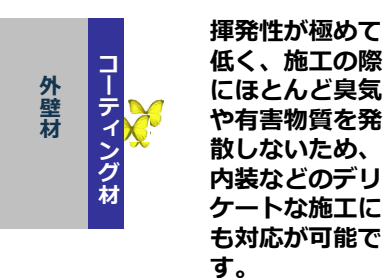 外壁材
コーティング材
揮発性が極めて
低く、施工の際
にほとんど臭気
や有害物質を発
散しないため、
内装などのデリ
ケートな施工に
も対応が可能で
す。